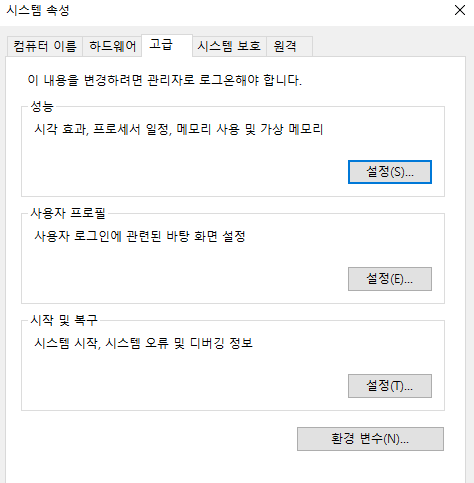 시스템 속성
컴퓨터 이름 하드웨어 고급 시스템 보호 원격
이 내용을 변경하려면 관리자로 로그온해야 합니다.
성능
시각 효과, 프로세서 일정, 메모리 사용 및 가상 메모리
설정(S)...
사용자 프로필
사용자 로그인에 관련된 바탕 화면 설정
설정(E)...
시작 및 복구
시스템 시작, 시스템 오류 및 디버깅 정보
설정(T)...
환경 변수(N)...